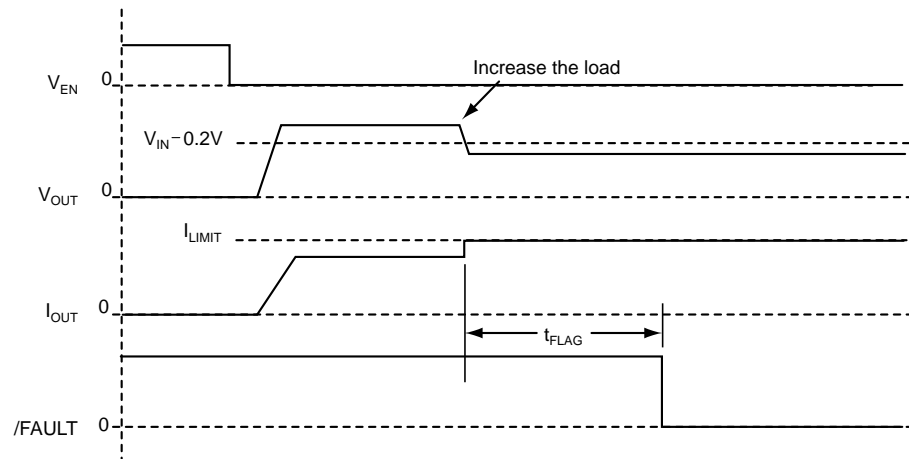 Increase the load
V_EN 0
V_IN−0.2V
V_OUT 0
I_LIMIT
I_OUT 0
t_FLAG
/FAULT 0